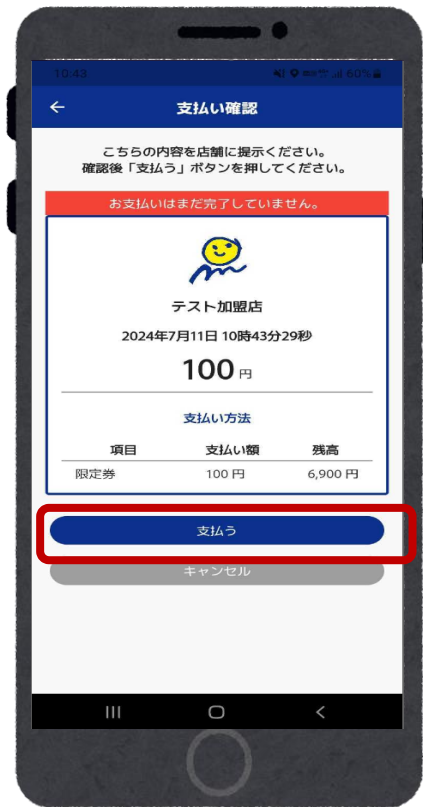 10:43
60%
支払い確認
こちらの内容を店舗に提示ください。
確認後「支払う」ボタンを押してください。
お支払いはまだ完了していません。
テスト加盟店
2024年7月11日 10時43分29秒
100 円
支払い方法
項目 支払い額 残高
限定券 100 円 6,900 円
支払う
キャンセル